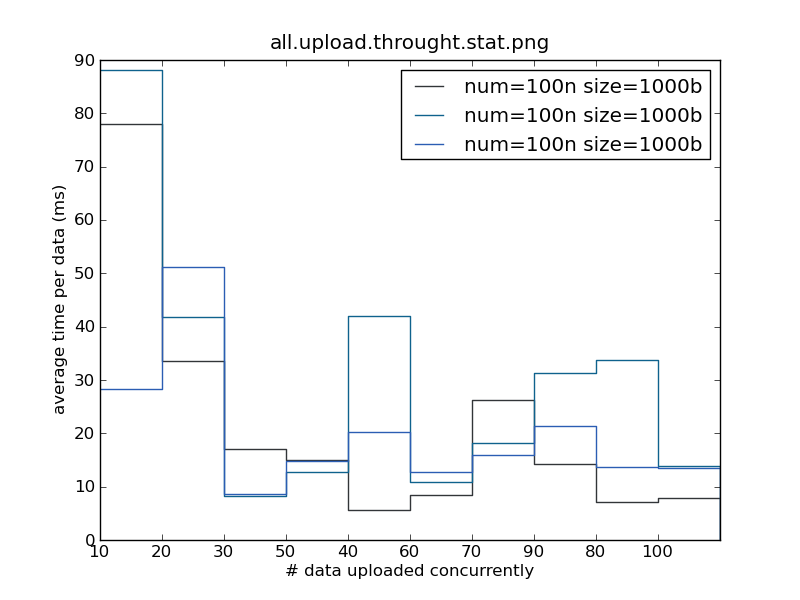 all.upload.throught.stat.png
num=100n size=1000b
num=100n size=1000b
num=100n size=1000b
average time per data (ms)
90
80
70
60
50
40
30
20
10
0
10 20 30 50 40 60 70 90 80 100
# data uploaded concurrently